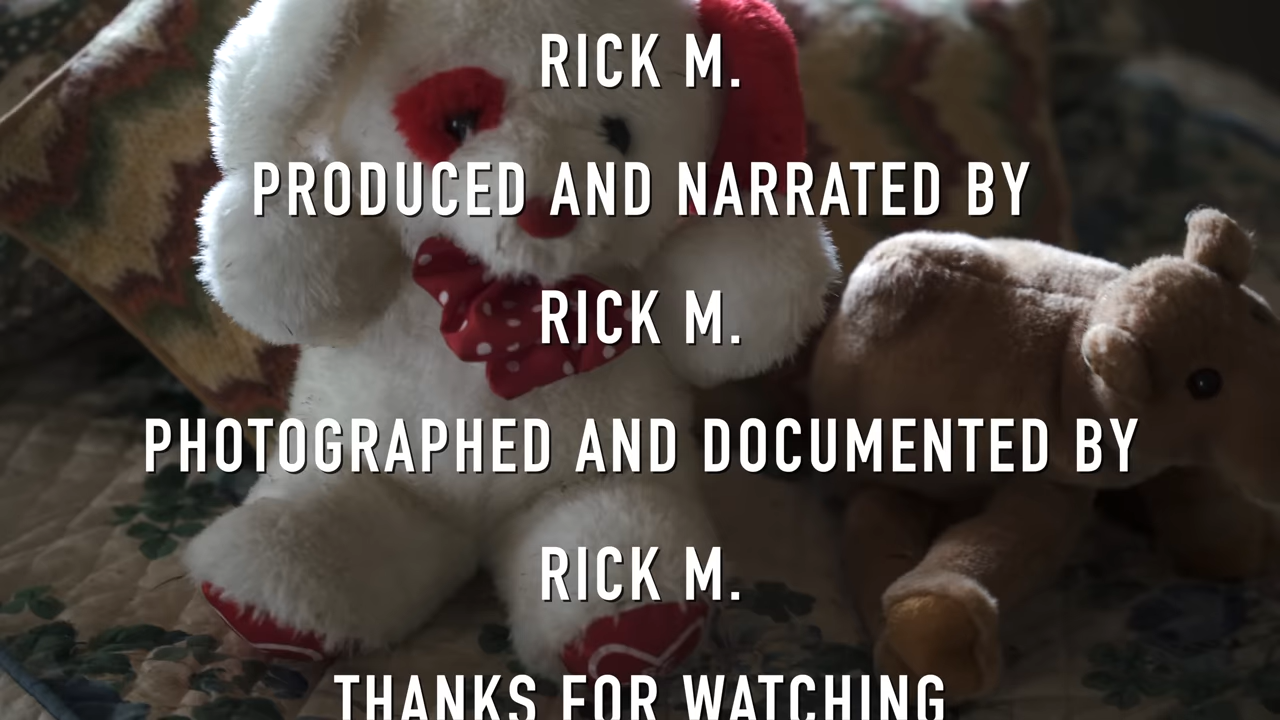 RICK M.
PRODUCED AND NARRATED BY
RICK M.
PHOTOGRAPHED AND DOCUMENTED BY
RICK M.
THANKS FOR WATCHING